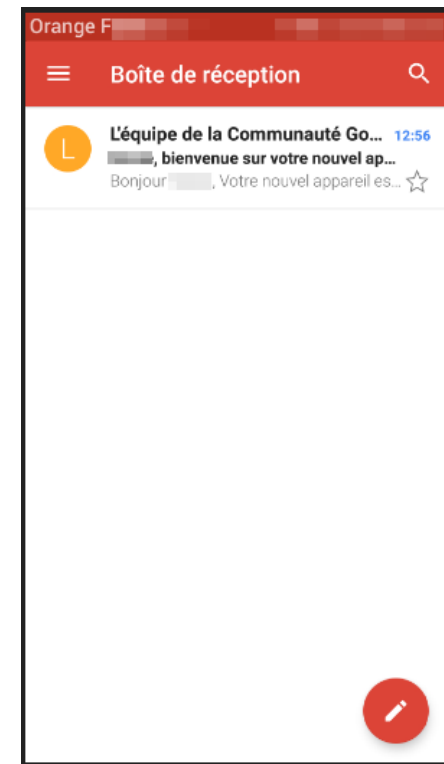 Orange F
Boîte de réception
L
L'équipe de la Communauté Go... 12:56
, bienvenue sur votre nouvel ap...
Bonjour , Votre nouvel appareil es...